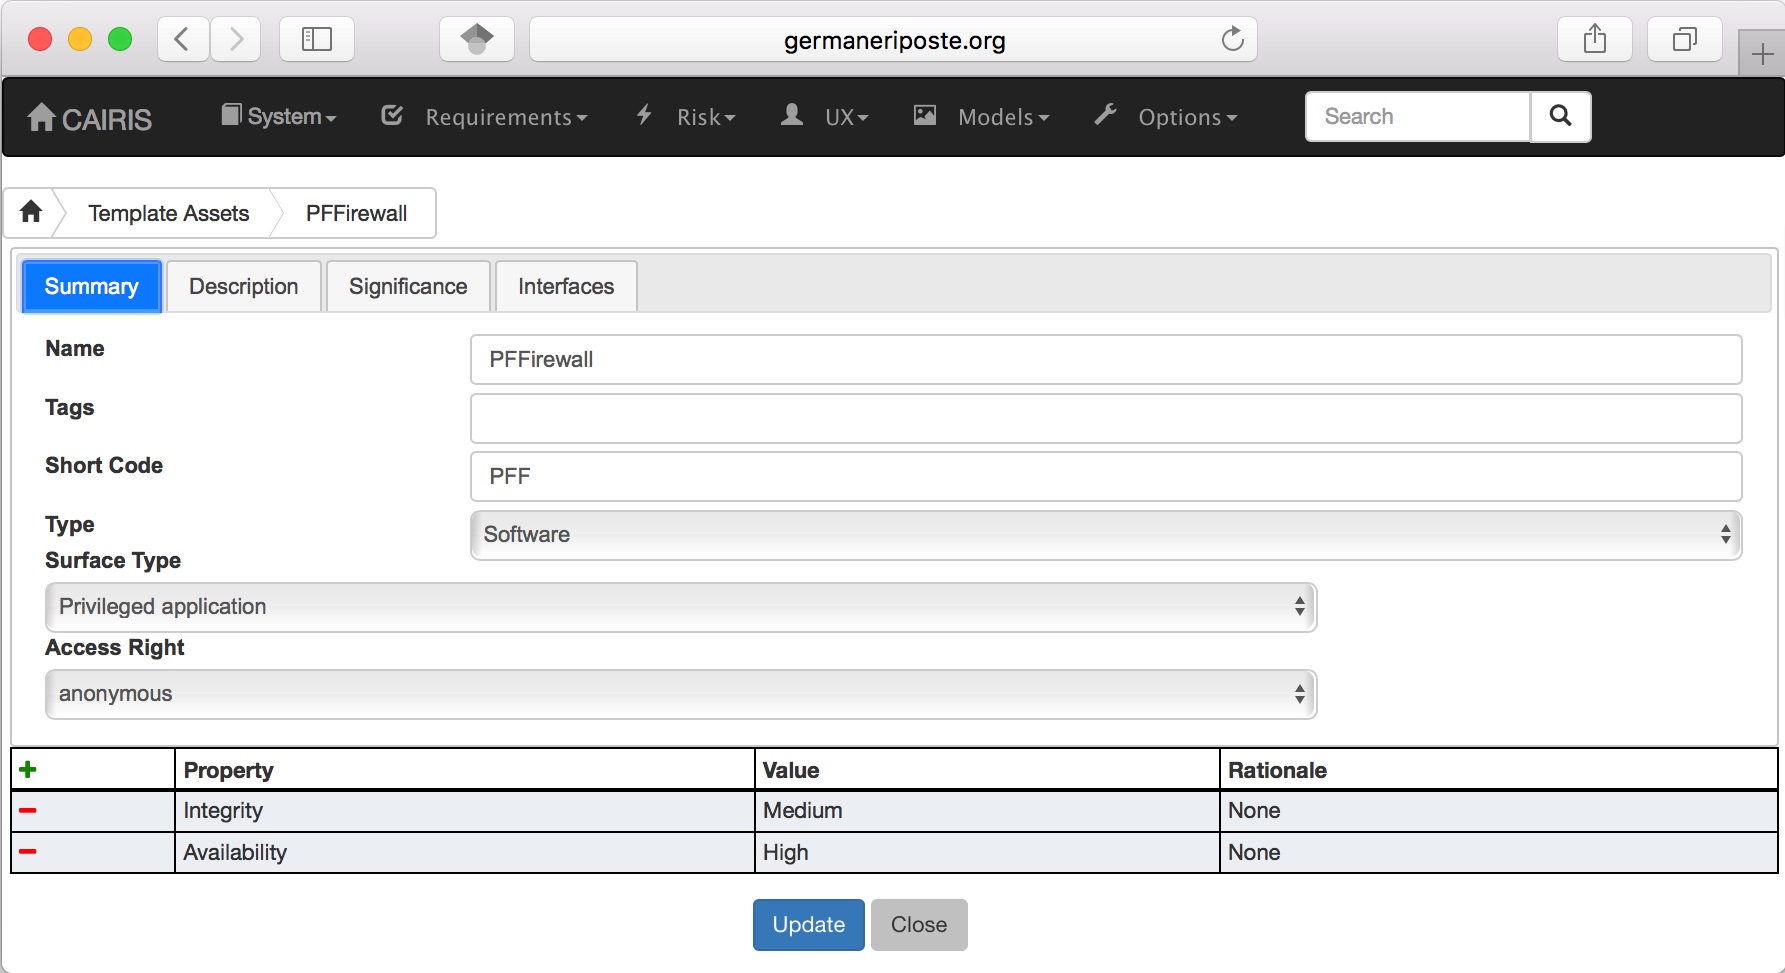 germaneriposte.org
CAIRIS System Requirements Risk UX Models Options Search
Template Assets PFFirewall
Summary Description Significance Interfaces
Name PFFirewall
Tags
Short Code PFF
Type Software
Surface Type
Privileged application
Access Right
anonymous
Property Value Rationale
Integrity Medium None
Availability High None
Update Close